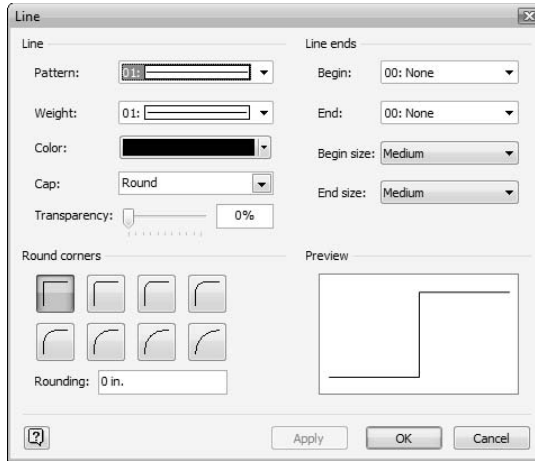 Line
Line
Pattern: 01:
Weight: 01:
Color:
Cap: Round
Transparency: 0%
Line ends
Begin: 00: None
End: 00: None
Begin size: Medium
End size: Medium
Round corners
Rounding: 0 in.
Preview
?
Apply OK Cancel